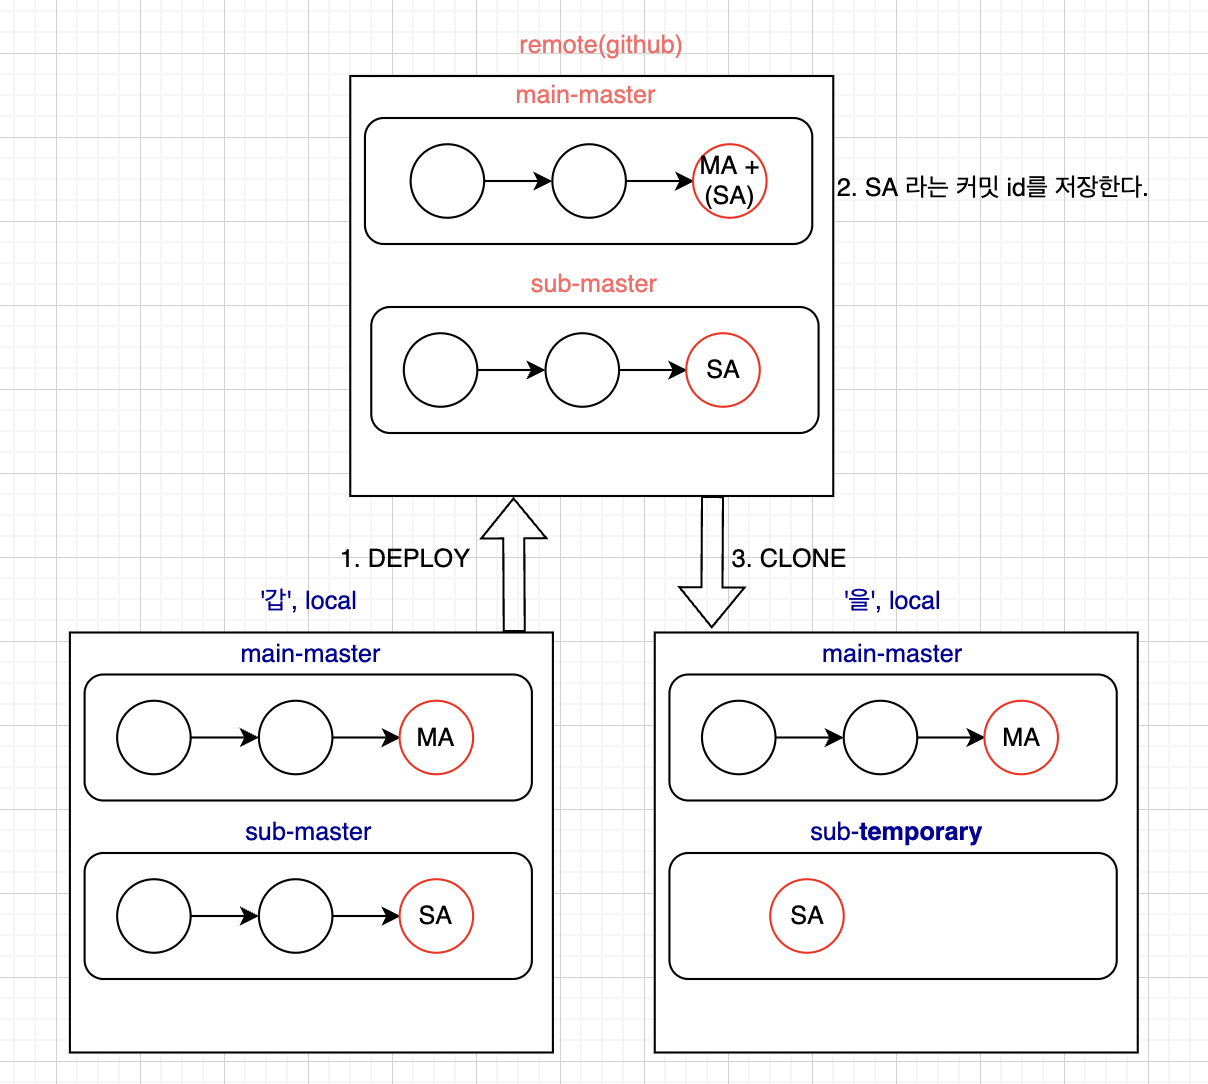 remote(github)
main-master
MA +
(SA)
2. SA 라는 커밋 id를 저장한다.
sub-master
SA
1. DEPLOY
3. CLONE
'갑', local
main-master
MA
sub-master
SA
'을', local
main-master
MA
sub-temporary
SA